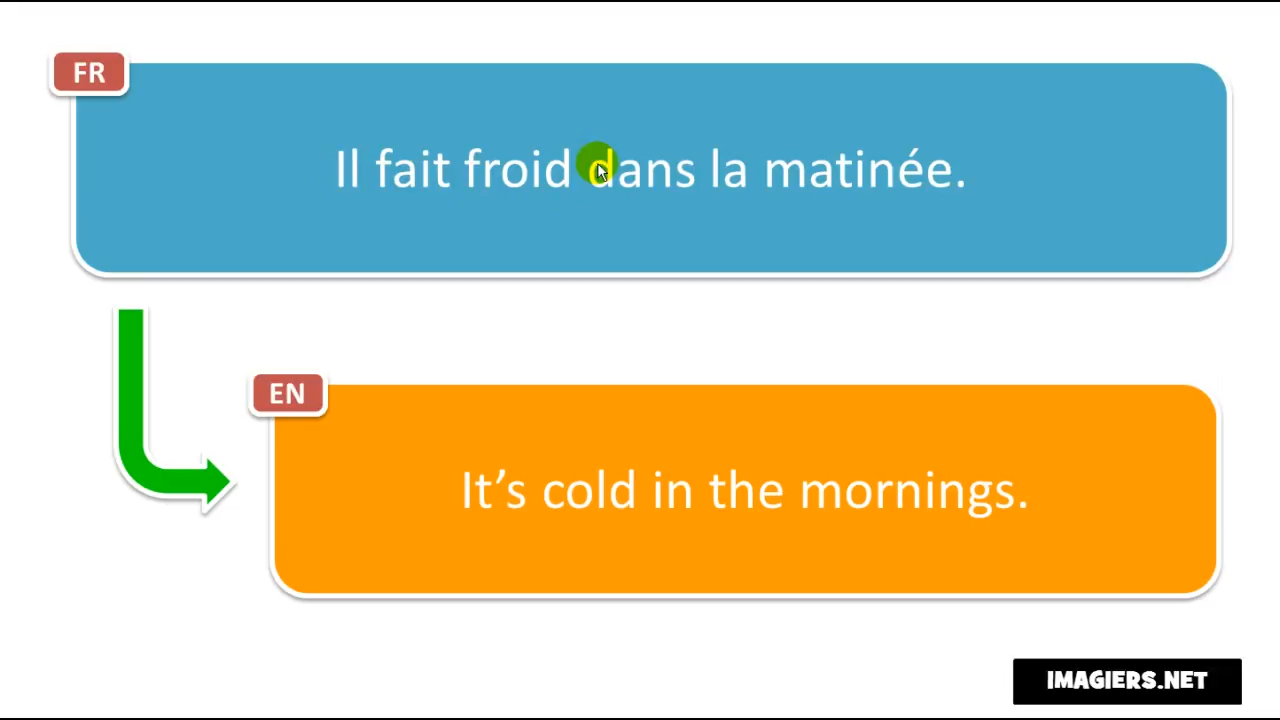 FR
Il fait froid dans la matinée.
EN
It’s cold in the mornings.
IMAGIERS.NET